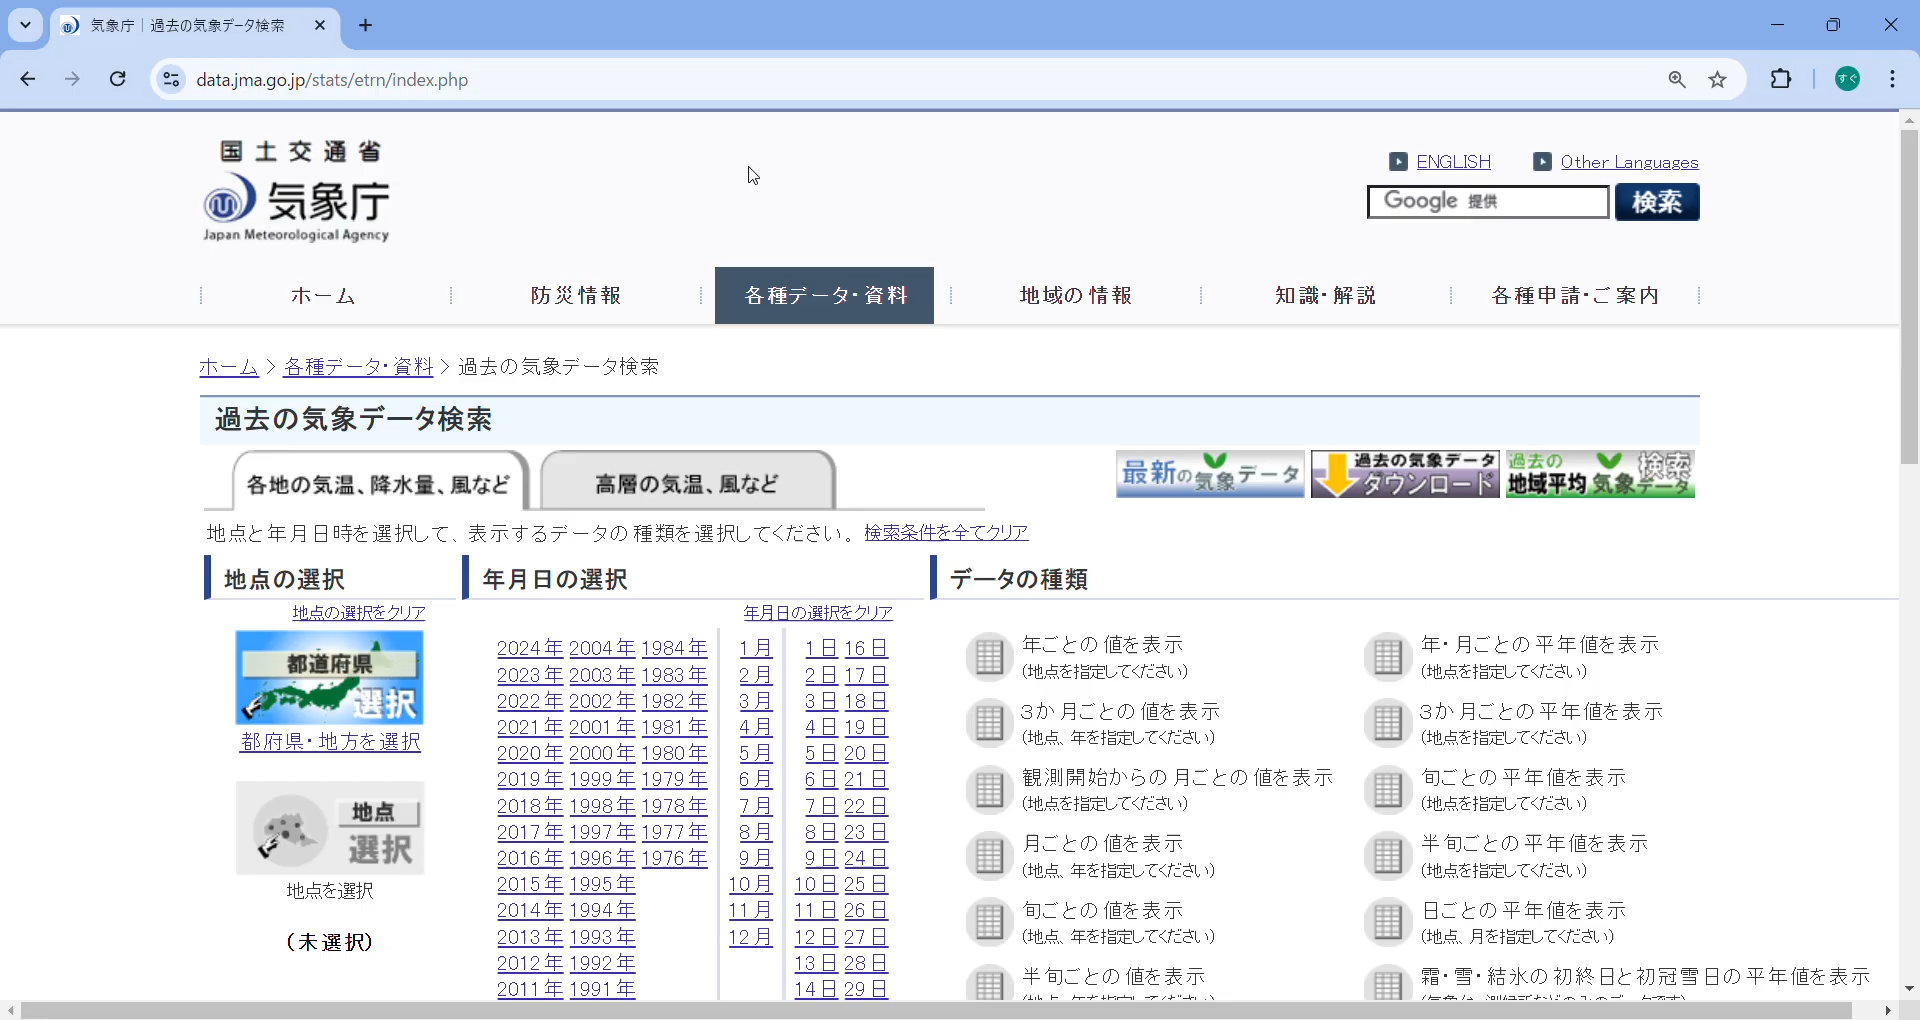 気象庁｜過去の気象データ検索
data.jma.go.jp/stats/etrn/index.php
すぐ
国土交通省
気象庁
Japan Meteorological Agency
ENGLISH
Other Languages
Google 提供
検索
ホーム
防災情報
各種データ・資料
地域の情報
知識・解説
各種申請・ご案内
ホーム > 各種データ・資料 > 過去の気象データ検索
過去の気象データ検索
各地の気温、降水量、風など
高層の気温、風など
最新の気象データ
過去の気象データ
ダウンロード
過去の
地域平均気象データ
検索
地点と年月日時を選択して、表示するデータの種類を選択してください。 検索条件を全てクリア
地点の選択
地点の選択をクリア
都道府県
選択
都府県・地方を選択
地点
選択
地点を選択
(未選択)
年月日の選択
年月日の選択をクリア
2024年 2004年 1984年 1月 1日 16日
2023年 2003年 1983年 2月 2日 17日
2022年 2002年 1982年 3月 3日 18日
2021年 2001年 1981年 4月 4日 19日
2020年 2000年 1980年 5月 5日 20日
2019年 1999年 1979年 6月 6日 21日
2018年 1998年 1978年 7月 7日 22日
2017年 1997年 1977年 8月 8日 23日
2016年 1996年 1976年 9月 9日 24日
2015年 1995年 10月 10日 25日
2014年 1994年 11月 11日 26日
2013年 1993年 12月 12日 27日
2012年 1992年 13日 28日
2011年 1991年 14日 29日
データの種類
年ごとの値を表示
(地点を指定してください)
3か月ごとの値を表示
(地点、年を指定してください)
観測開始からの月ごとの値を表示
(地点を指定してください)
月ごとの値を表示
(地点、年を指定してください)
旬ごとの値を表示
(地点、年を指定してください)
半旬ごとの値を表示
年・月ごとの平年値を表示
(地点を指定してください)
3か月ごとの平年値を表示
(地点を指定してください)
旬ごとの平年値を表示
(地点を指定してください)
半旬ごとの平年値を表示
(地点を指定してください)
日ごとの平年値を表示
(地点、月を指定してください)
霜・雪・結氷の初終日と初冠雪日の平年値を表示